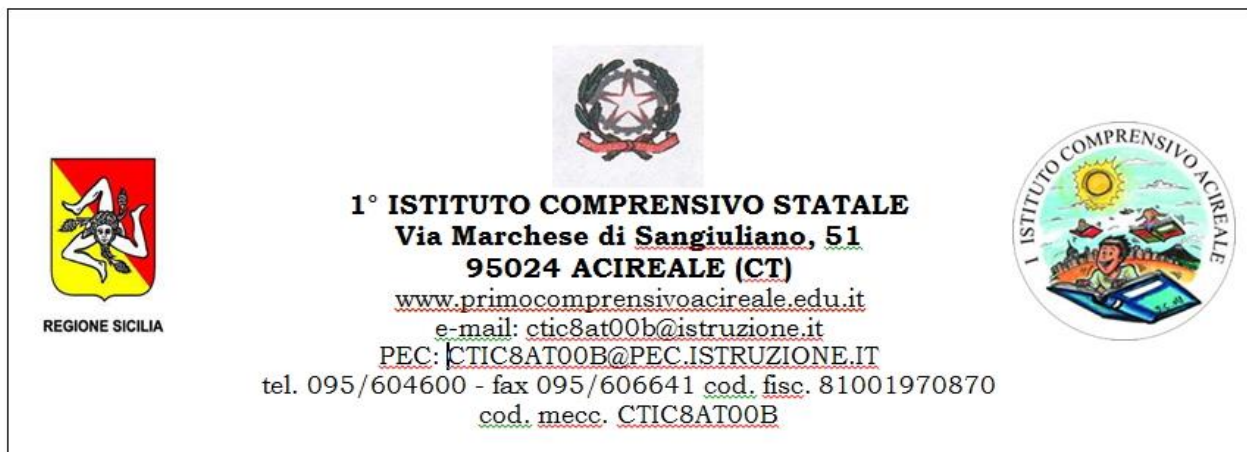 1° ISTITUTO COMPRENSIVO STATALE
Via Marchese di Sangiuliano, 51
95024 ACIREALE (CT)
www.primocomprensivoacireale.edu.it
e-mail: ctic8at00b@istruzione.it
PEC: CTIC8AT00B@PEC.ISTRUZIONE.IT
tel. 095/604600 - fax 095/606641 cod. fisc. 81001970870
cod. mecc. CTIC8AT00B
REGIONE SICILIA
I ISTITUTO COMPRENSIVO ACIREALE